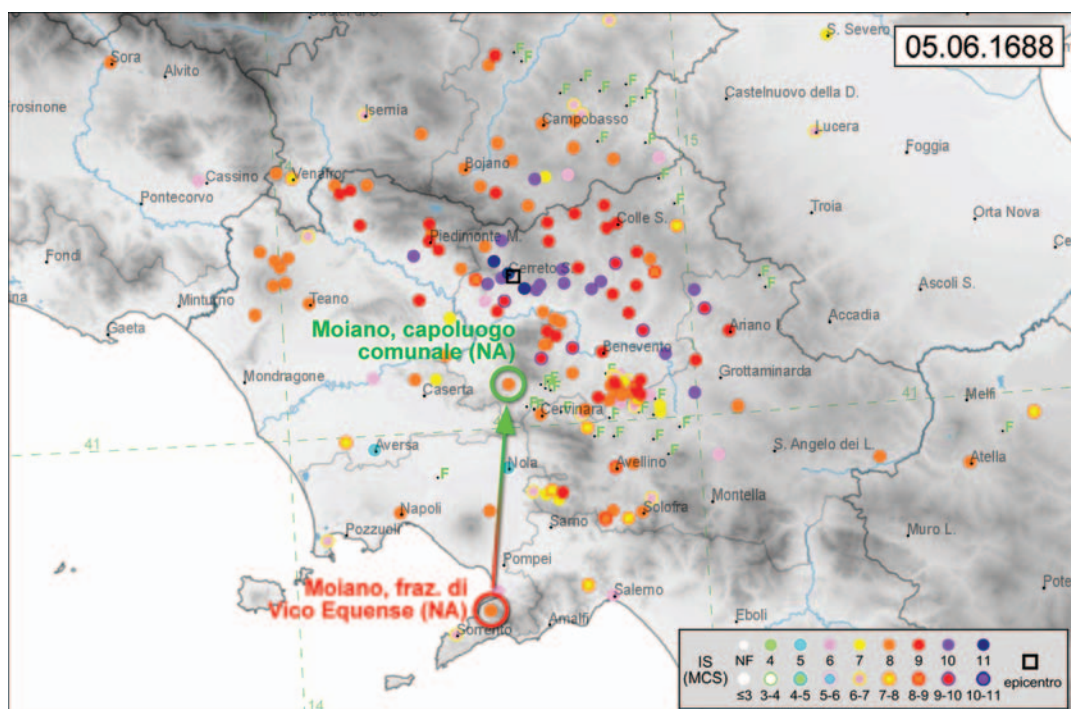 05.06.1688
S. Severo
Sora
Alvito
Castelnuovo della D.
Frosinone
Isernia
Campobasso
Lucera
15
Foggia
Bojano
Cassino
Venafro
Pontecorvo
Troia
Orta Nova
Colle S.
Piedimonte M.
Fondi
Cerreto S.
Ascoli S.
Minturno
Teano
Accadia
Gaeta
Ariano I.
Moiano, capoluogo
comunale (NA)
Benevento
Mondragone
Caserta
Grottaminarda
Melfi
41
Cervinara
41
Aversa
S. Angelo dei L.
Nola
Avellino
Atella
Montella
Napoli
Solofra
Sarno
Pozzuoli
Muro L.
Pompei
Moiano, fraz. di
Vico Equense (NA)
Salerno
Eboli
Amalfi
Sorrento
14
IS
(MCS)
NF 4 5 6 7 8 9 10 11
≤3 3-4 4-5 5-6 6-7 7-8 8-9 9-10 10-11
epicentro